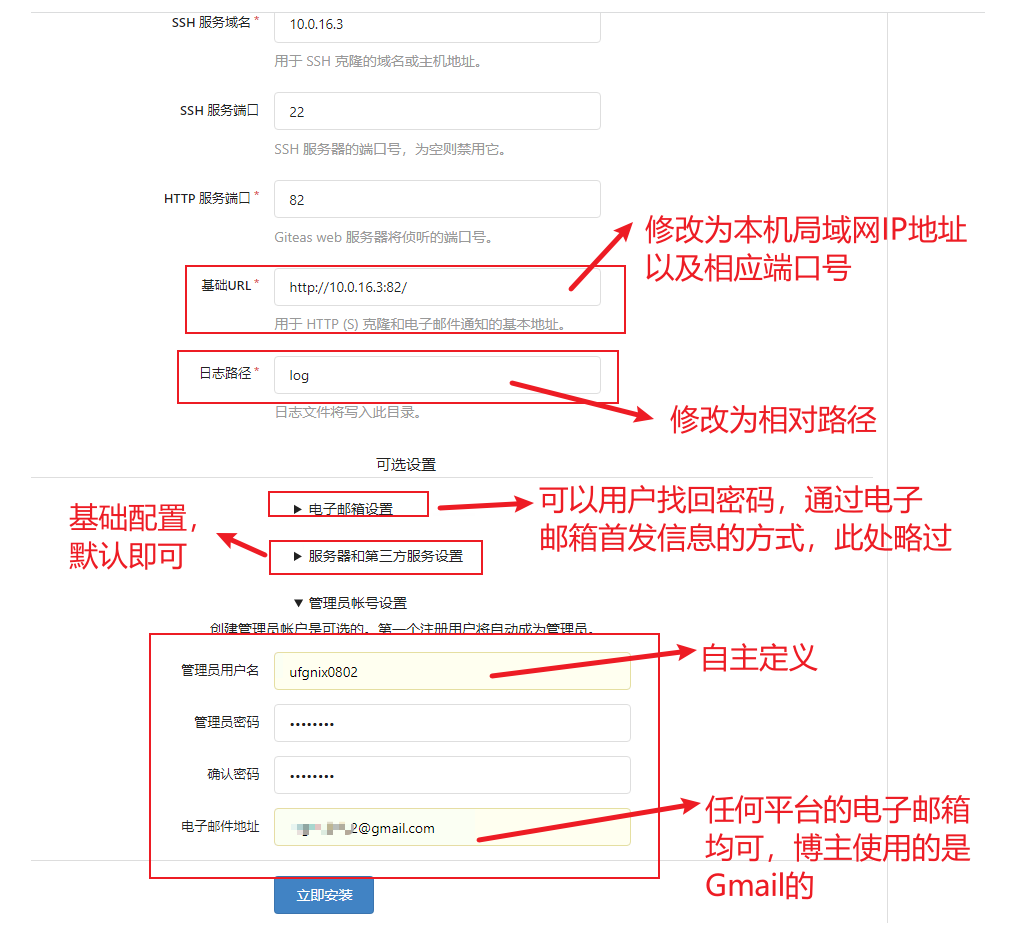 SSH 服务域名*
10.0.16.3
用于 SSH 克隆的域名或主机地址。
SSH 服务端口
22
SSH 服务器的端口号，为空则禁用它。
HTTP 服务端口*
82
Giteas web 服务器将侦听的端口号。
修改为本机局域网IP地址
以及相应端口号
基础URL*
http://10.0.16.3:82/
用于 HTTP (S) 克隆和电子邮件通知的基本地址。
日志路径*
log
日志文件将写入此目录。
修改为相对路径
可选设置
基础配置，
默认即可
▶ 电子邮箱设置
可以用户找回密码，通过电子
邮箱首发信息的方式，此处略过
▶ 服务器和第三方服务设置
▼ 管理员帐号设置
创建管理员帐户是可选的。第一个注册用户将自动成为管理员。
管理员用户名
ufgnix0802
自主定义
管理员密码
••••••••
确认密码
••••••••
电子邮件地址
2@gmail.com
任何平台的电子邮箱
均可，博主使用的是
Gmail的
立即安装